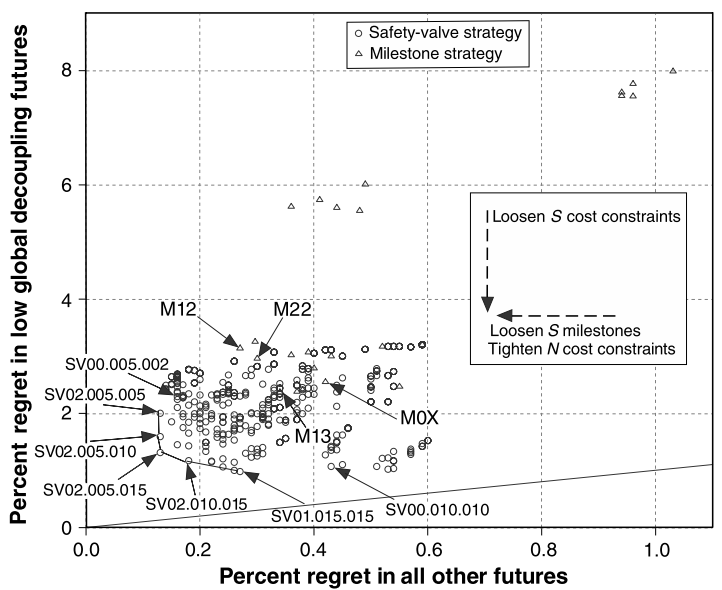 Percent regret in low global decoupling futures
Safety-valve strategy
Milestone strategy
8
6
4
2
0
Loosen S cost constraints
Loosen S milestones
Tighten N cost constraints
M12
M22
SV00.005.002
SV02.005.005
M0X
M13
SV02.005.010
SV02.005.015
SV02.010.015
SV01.015.015
SV00.010.010
0.0
0.2
0.4
0.6
0.8
1.0
Percent regret in all other futures